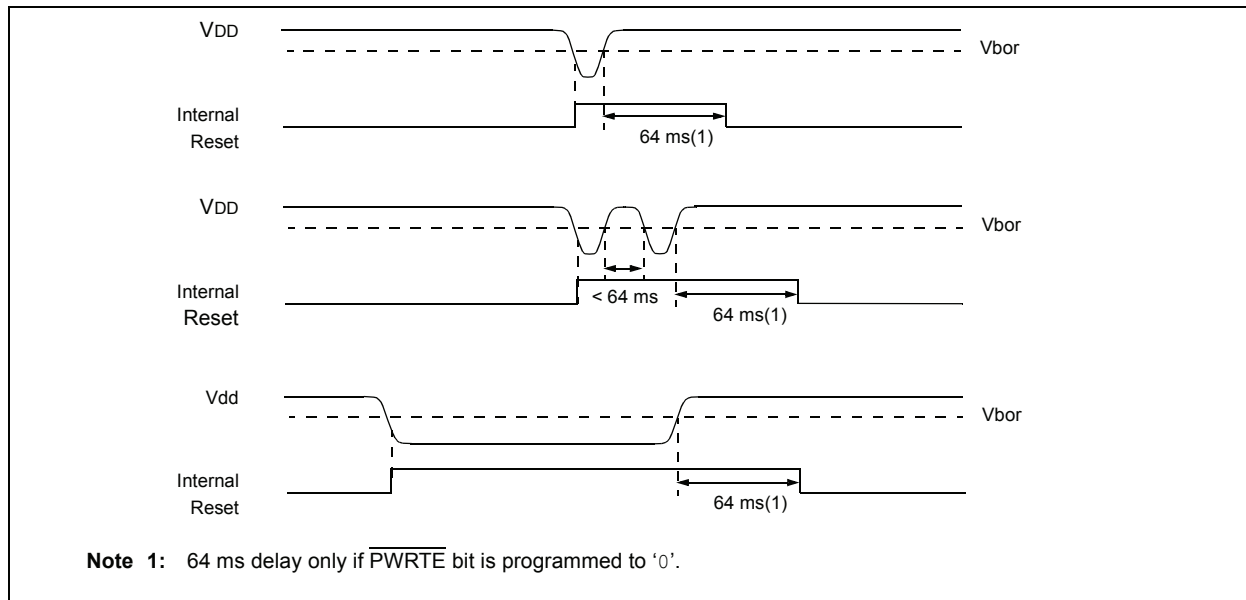 VDD
Vbor
Internal
Reset
64 ms(1)
VDD
Vbor
Internal
Reset
< 64 ms
64 ms(1)
Vdd
Vbor
Internal
Reset
64 ms(1)
Note 1: 64 ms delay only if PWRTE bit is programmed to ‘0’.